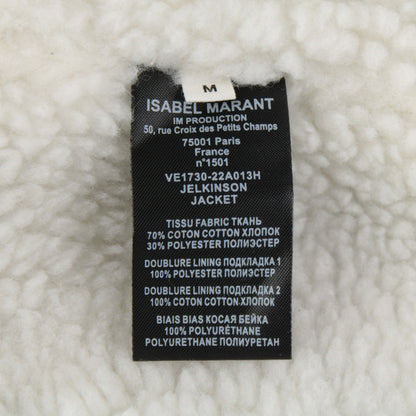 M
ISABEL MARANT
IM PRODUCTION
50, rue Croix des Petits Champs
75001 Paris
France
n°1501
VE1730-22A013H
JELKINSON
JACKET
TISSU FABRIC ТКАНЬ
70% COTON COTTON ХЛОПОК
30% POLYESTER ПОЛИЭСТЕР
DOUBLURE LINING ПОДКЛАДКА 1
100% POLYESTER ПОЛИЭСТЕР
DOUBLURE LINING ПОДКЛАДКА 2
100% COTON COTTON ХЛОПОК
BIAIS BIAS КОСАЯ БЕЙКА
100% POLYURÉTHANE
POLYURETHANE ПОЛИУРЕТАН